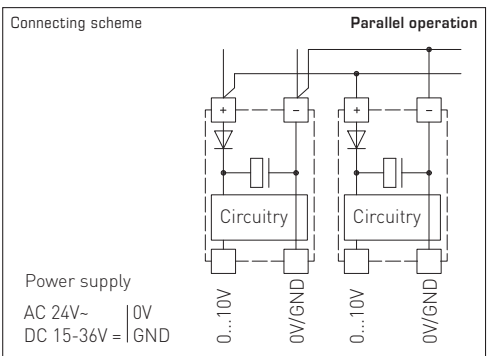 Connecting scheme
Parallel operation
+
–
+
–
Circuitry
Circuitry
Power supply
AC 24V~ | 0V
DC 15-36V = | GND
0...10V
0V/GND
0...10V
0V/GND